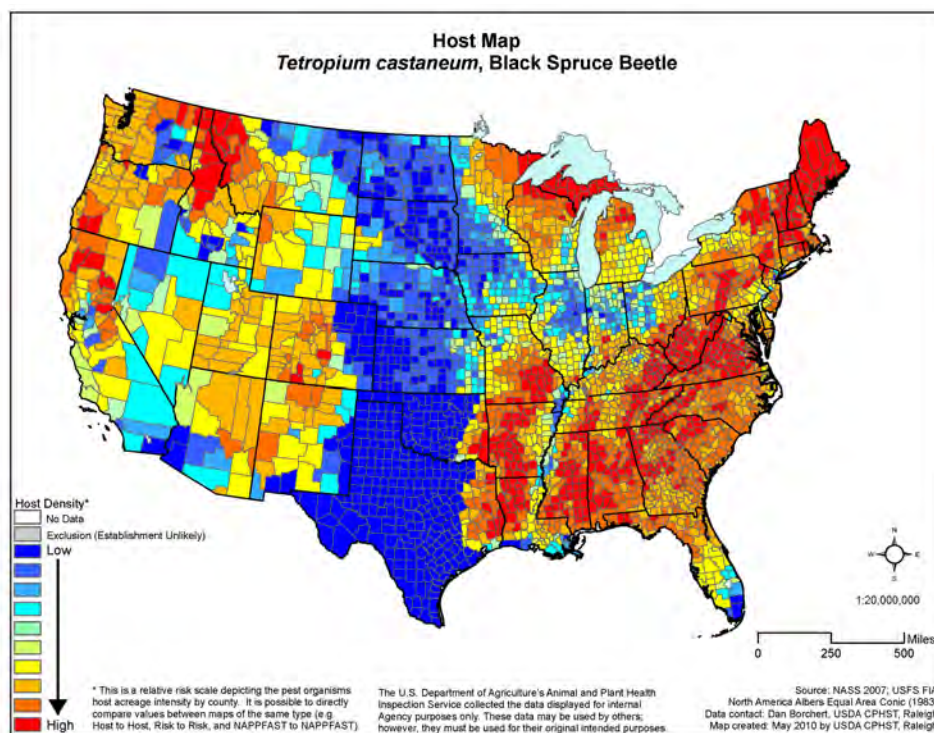 Host Map
Tetropium castaneum, Black Spruce Beetle
Host Density*
No Data
Exclusion (Establishment Unlikely)
Low
High
* This is a relative risk scale depicting the pest organisms
host acreage intensity by county. It is possible to directly
compare values between maps of the same type (e.g.
Host to Host, Risk to Risk, and NAPPFAST to NAPPFAST).
The U.S. Department of Agriculture's Animal and Plant Health
Inspection Service collected the data displayed for internal
Agency purposes only. These data may be used by others;
however, they must be used for their original intended purposes.
N
W E
S
1:20,000,000
Miles
0 250 500
Source: NASS 2007; USFS FIA
North America Albers Equal Area Conic (1983
Data contact: Dan Borchert, USDA CPHST, Raleigh
Map created: May 2010 by USDA CPHST, Raleigh